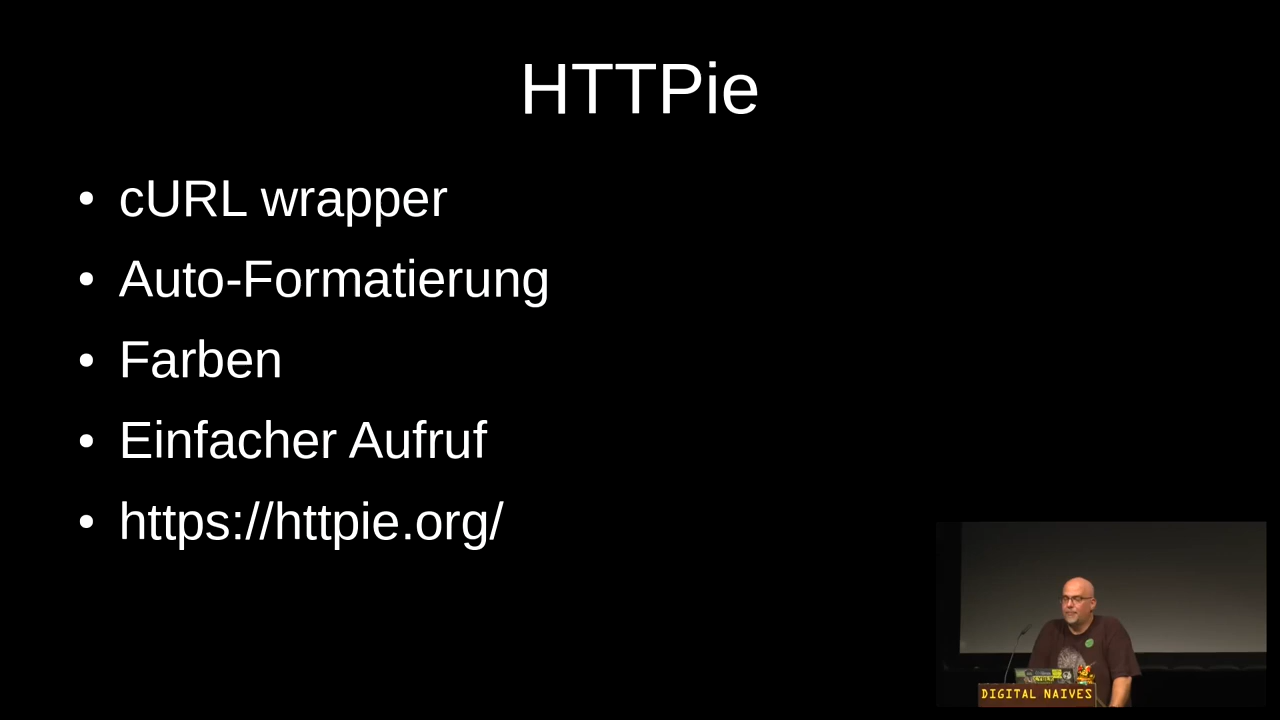 HTTPie
• cURL wrapper
• Auto-Formatierung
• Farben
• Einfacher Aufruf
• https://httpie.org/
DIGITAL NAIVES